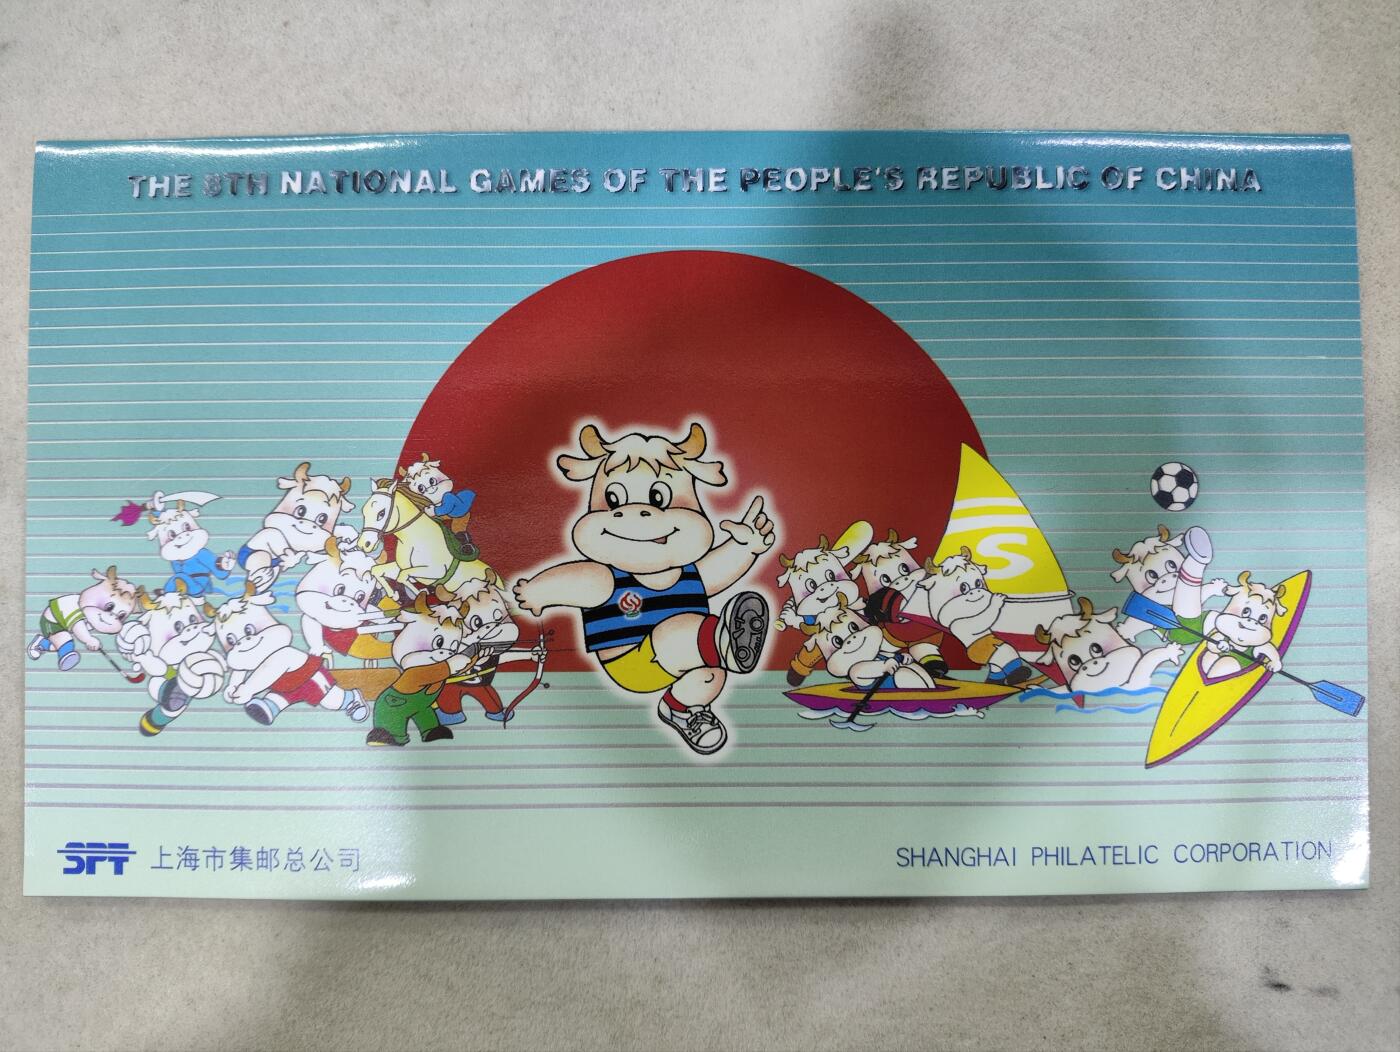 THE 8TH NATIONAL GAMES OF THE PEOPLE'S REPUBLIC OF CHINA
S
SPT 上海市集邮总公司
SHANGHAI PHILATELIC CORPORATION